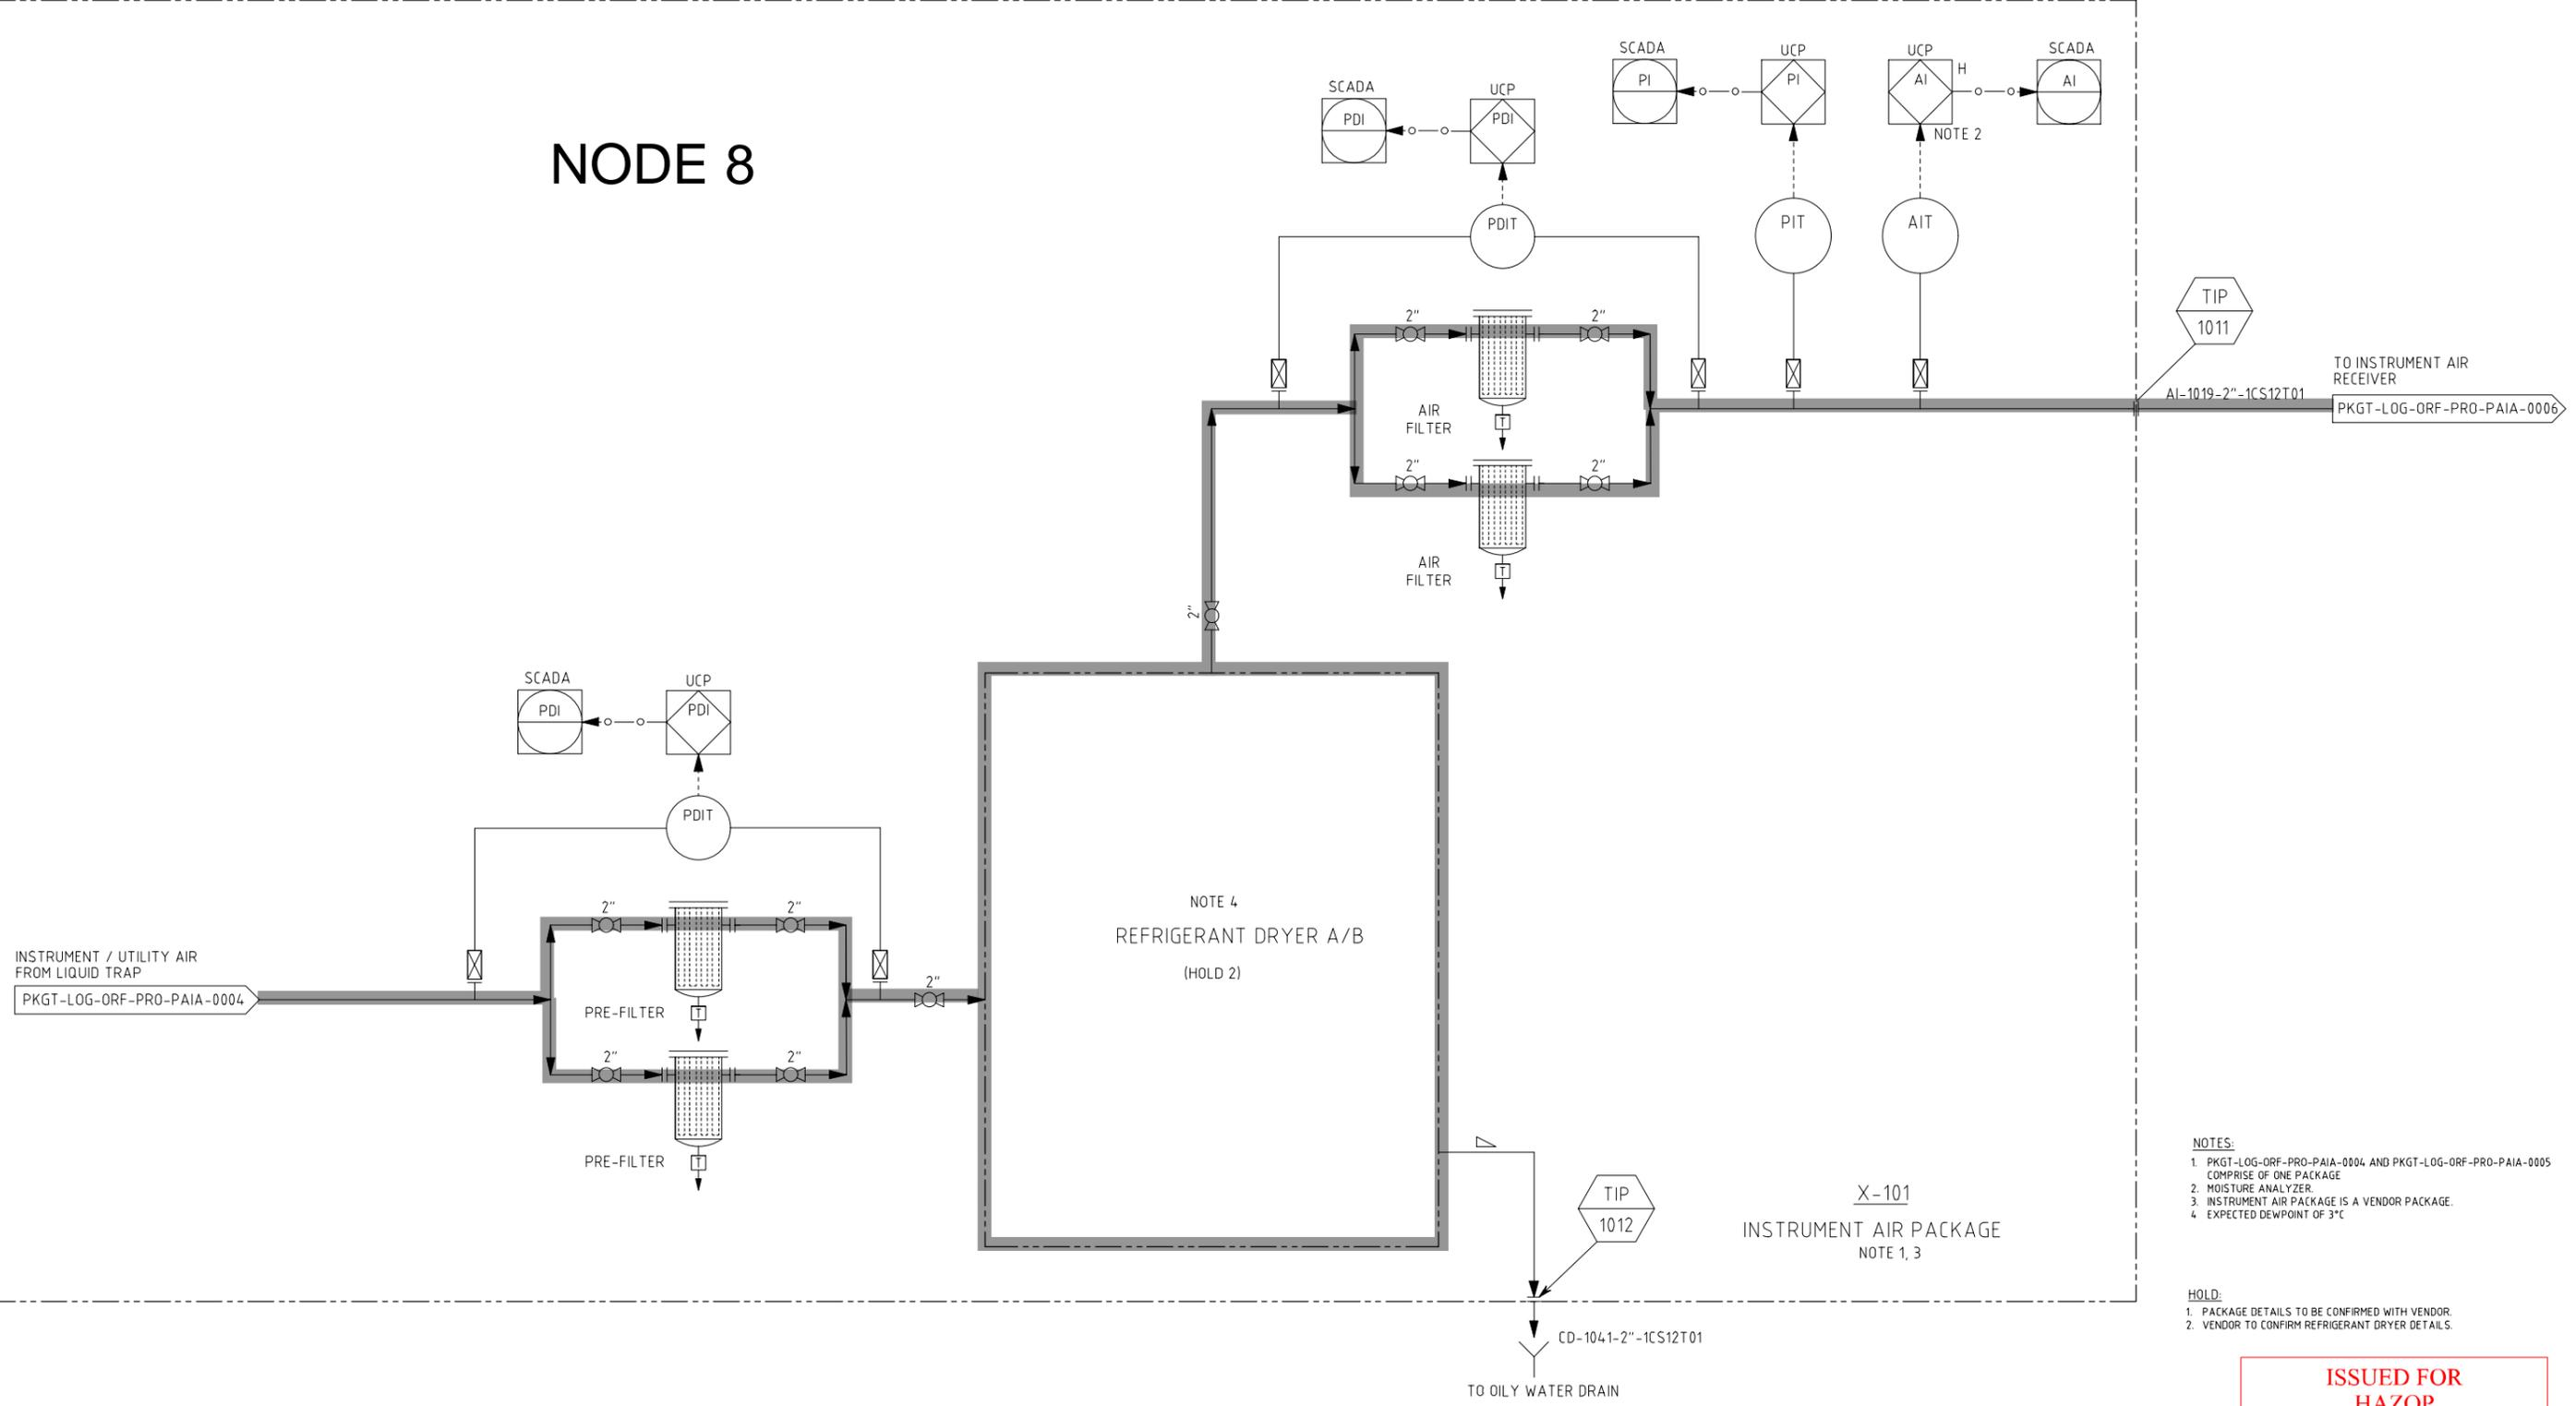 NODE 8
SCADA
PI
UCP
PI
UCP
AI
H
NOTE 2
SCADA
AI
SCADA
PDI
UCP
PDI
PDIT
PIT
AIT
TIP
1011
2"
2"
AIR
FILTER
T
2"
2"
AIR
FILTER
T
TO INSTRUMENT AIR
RECEIVER
AI-1019-2"-1CS12T01
PKGT-LOG-ORF-PRO-PAIA-0006
2"
SCADA
PDI
UCP
PDI
PDIT
INSTRUMENT / UTILITY AIR
FROM LIQUID TRAP
PKGT-LOG-ORF-PRO-PAIA-0004
2"
2"
PRE-FILTER
T
2"
2"
PRE-FILTER
T
2"
NOTE 4
REFRIGERANT DRYER A/B
(HOLD 2)
TIP
1012
X-101
INSTRUMENT AIR PACKAGE
NOTE 1, 3
CD-1041-2"-1CS12T01
TO OILY WATER DRAIN
NOTES:
1. PKGT-LOG-ORF-PRO-PAIA-0004 AND PKGT-LOG-ORF-PRO-PAIA-0005
COMPRISE OF ONE PACKAGE
2. MOISTURE ANALYZER.
3. INSTRUMENT AIR PACKAGE IS A VENDOR PACKAGE.
4 EXPECTED DEWPOINT OF 3°C
HOLD:
1. PACKAGE DETAILS TO BE CONFIRMED WITH VENDOR.
2. VENDOR TO CONFIRM REFRIGERANT DRYER DETAILS.
ISSUED FOR
HAZOP